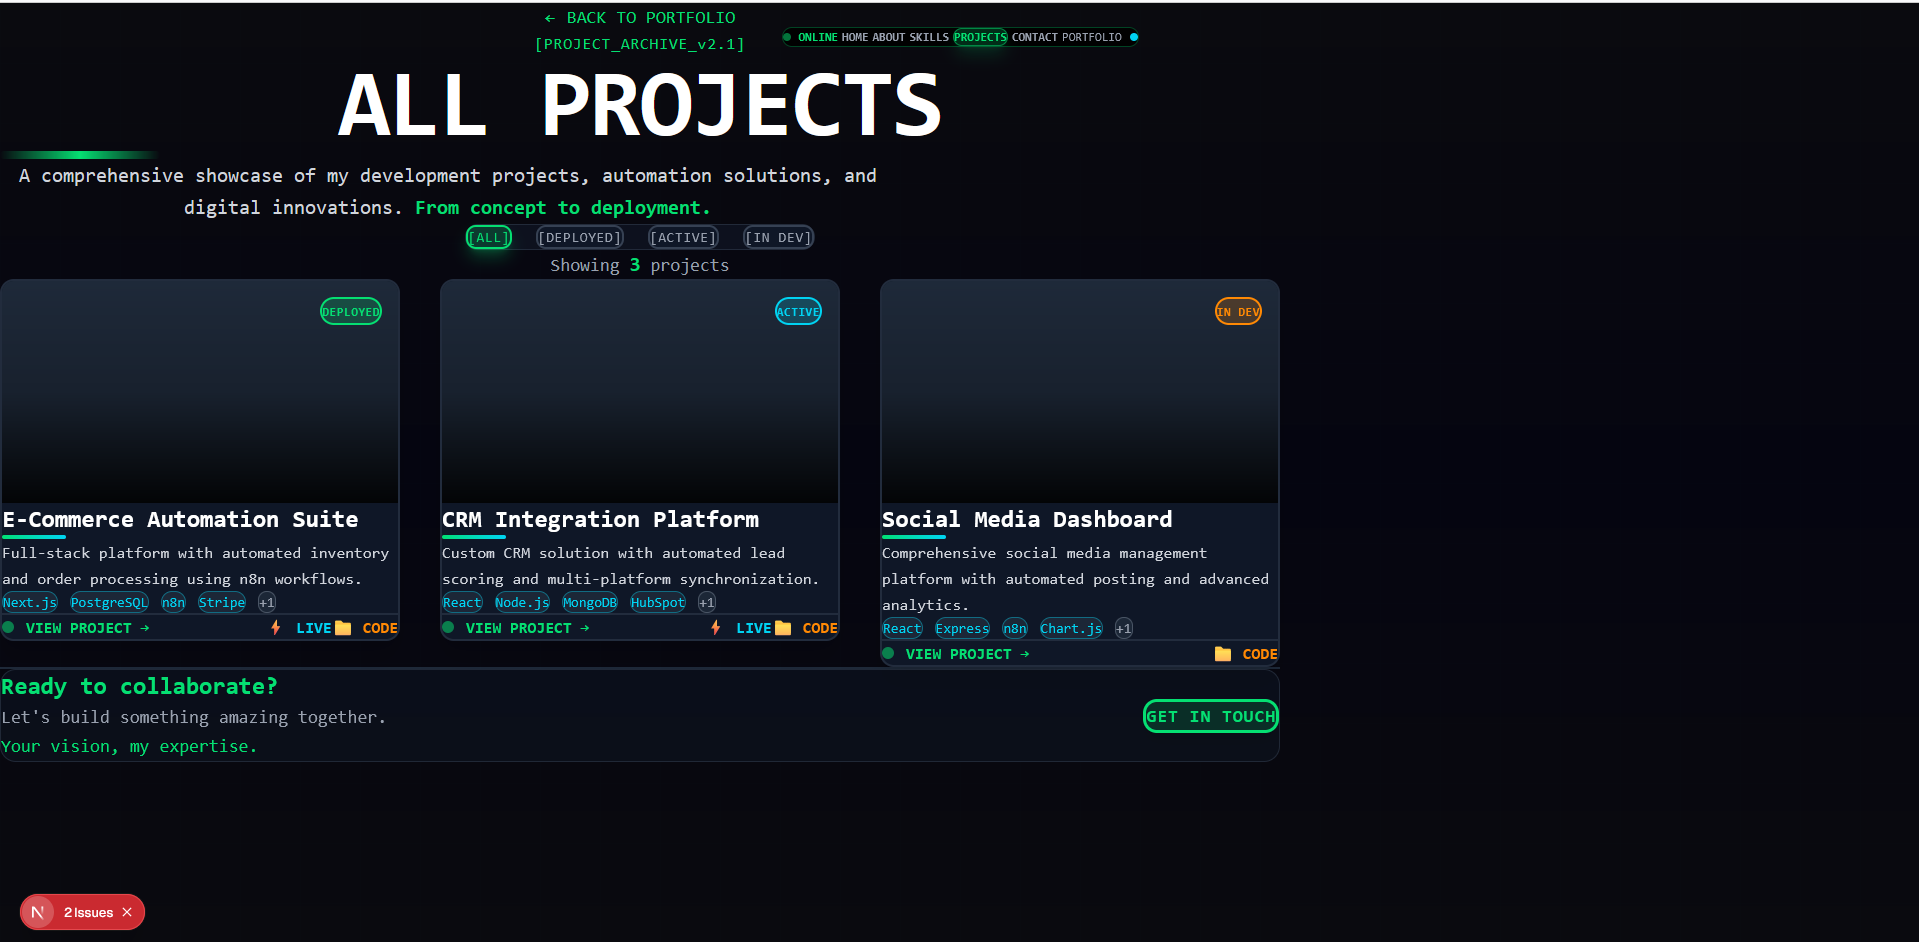 ← BACK TO PORTFOLIO
[PROJECT_ARCHIVE_v2.1]
ONLINE HOME ABOUT SKILLS PROJECTS CONTACT PORTFOLIO
ALL PROJECTS
A comprehensive showcase of my development projects, automation solutions, and
digital innovations. From concept to deployment.
[ALL] [DEPLOYED] [ACTIVE] [IN DEV]
Showing 3 projects
DEPLOYED
E-Commerce Automation Suite
Full-stack platform with automated inventory
and order processing using n8n workflows.
Next.js PostgreSQL n8n Stripe +1
VIEW PROJECT → LIVE CODE
ACTIVE
CRM Integration Platform
Custom CRM solution with automated lead
scoring and multi-platform synchronization.
React Node.js MongoDB HubSpot +1
VIEW PROJECT → LIVE CODE
IN DEV
Social Media Dashboard
Comprehensive social media management
platform with automated posting and advanced
analytics.
React Express n8n Chart.js +1
VIEW PROJECT → CODE
Ready to collaborate?
Let's build something amazing together.
Your vision, my expertise.
GET IN TOUCH
N 2 Issues ×